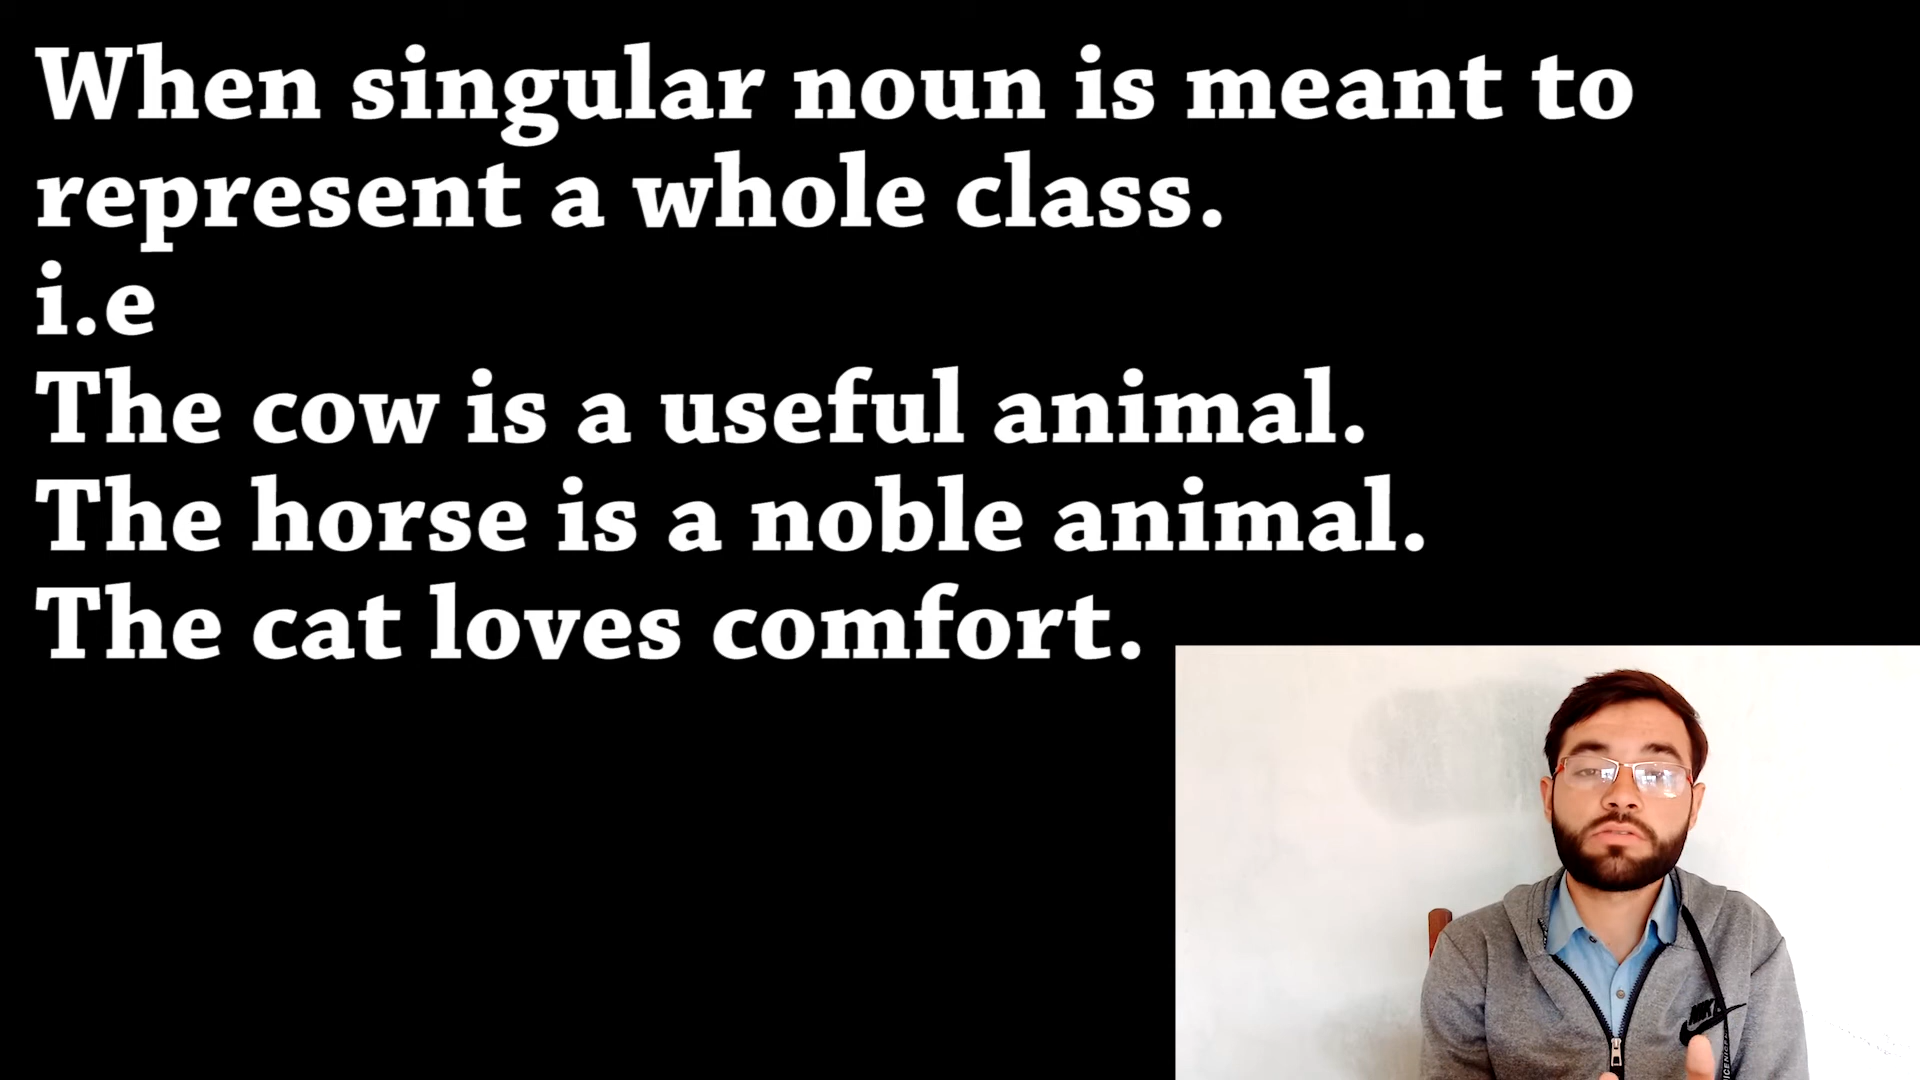 When singular noun is meant to
represent a whole class.
i.e
The cow is a useful animal.
The horse is a noble animal.
The cat loves comfort.